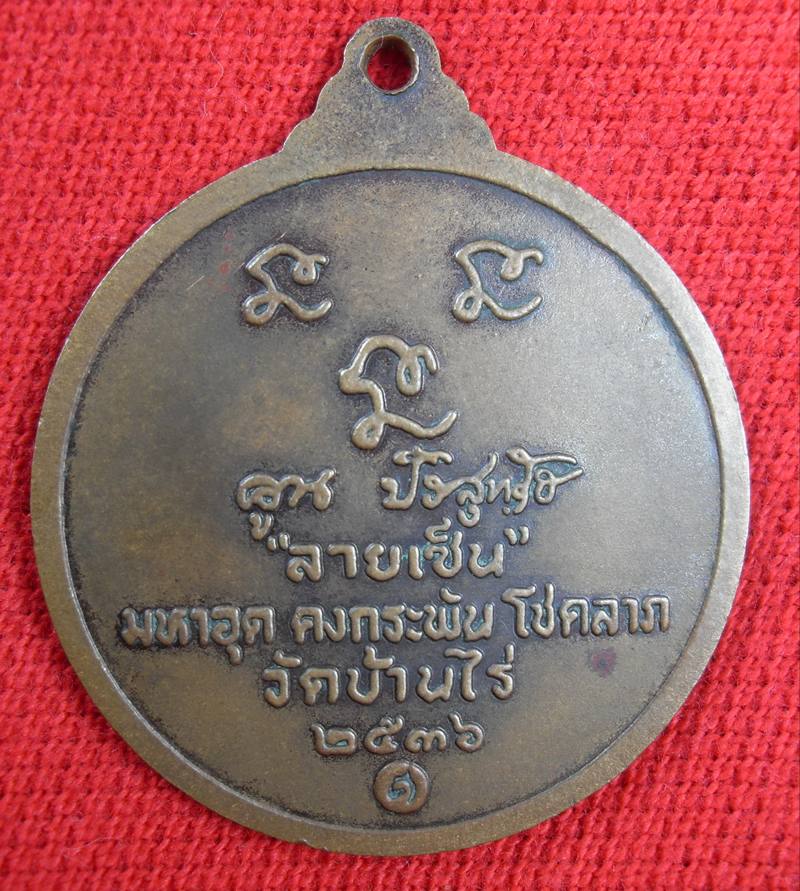 คูณ ปริสุทโธ
"ลายเซ็น"
มหาอุด คงกระพัน โชคลาภ
วัดบ้านไร่
๒๕๓๖